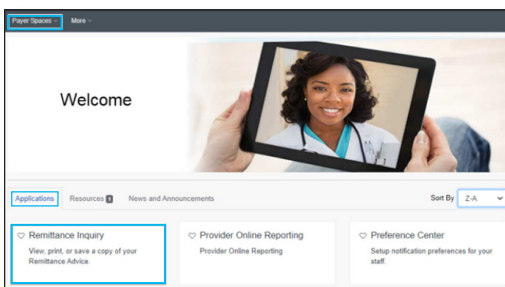 Payer Spaces More
Welcome
Applications Resources 1 News and Announcements Sort By Z-A
Remittance Inquiry
View, print, or save a copy of your
Remittance Advice.
Provider Online Reporting
Provider Online Reporting
Preference Center
Setup notification preferences for your
staff.